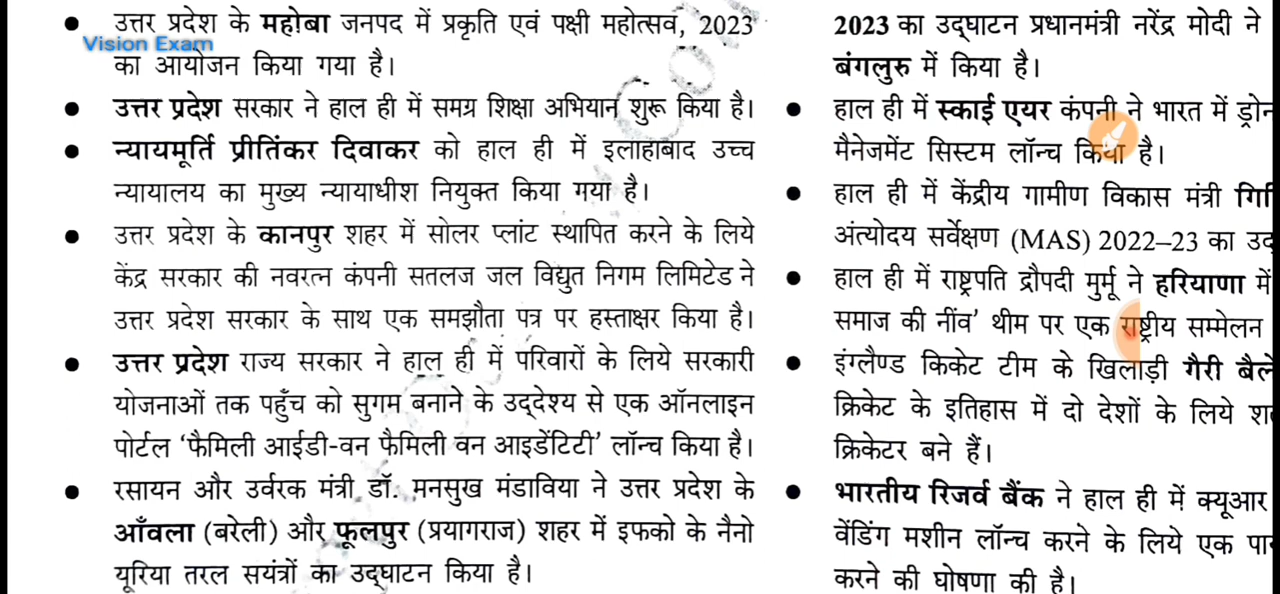 उत्तर प्रदेश के महोबा जनपद में प्रकृति एवं पक्षी महोत्सव, 2023
Vision Exam
का आयोजन किया गया है।
उत्तर प्रदेश सरकार ने हाल ही में समग्र शिक्षा अभियान शुरू किया है।
न्यायमूर्ति प्रीतिंकर दिवाकर को हाल ही में इलाहाबाद उच्च
न्यायालय का मुख्य न्यायाधीश नियुक्त किया गया है।
उत्तर प्रदेश के कानपुर शहर में सोलर प्लांट स्थापित करने के लिये
केंद्र सरकार की नवरत्न कंपनी सतलज जल विद्युत निगम लिमिटेड ने
उत्तर प्रदेश सरकार के साथ एक समझौता पत्र पर हस्ताक्षर किया है।
उत्तर प्रदेश राज्य सरकार ने हाल ही में परिवारों के लिये सरकारी
योजनाओं तक पहुँच को सुगम बनाने के उद्देश्य से एक ऑनलाइन
पोर्टल ‘फैमिली आईडी-वन फैमिली वन आइडेंटिटी’ लॉन्च किया है।
रसायन और उर्वरक मंत्री डॉ. मनसुख मंडाविया ने उत्तर प्रदेश के
आँवला (बरेली) और फूलपुर (प्रयागराज) शहर में इफको के नैनो
यूरिया तरल सयंत्रों का उद्घाटन किया है।
2023 का उद्घाटन प्रधानमंत्री नरेंद्र मोदी ने
बंगलुरु में किया है।
हाल ही में स्काई एयर कंपनी ने भारत में ड्रोन
मैनेजमेंट सिस्टम लॉन्च किया है।
हाल ही में केंद्रीय गामीण विकास मंत्री
अंत्योदय सर्वेक्षण (MAS) 2022–23 का
हाल ही में राष्ट्रपति द्रौपदी मुर्मू ने हरियाणा में
समाज की नींव’ थीम पर एक राष्ट्रीय सम्मेलन
इंग्लैण्ड किकेट टीम के खिलाड़ी गैरी
क्रिकेट के इतिहास में दो देशों के लिये
क्रिकेटर बने हैं।
भारतीय रिजर्व बैंक ने हाल ही में क्यूआर
वेंडिंग मशीन लॉन्च करने के लिये एक
करने की घोषणा की है।